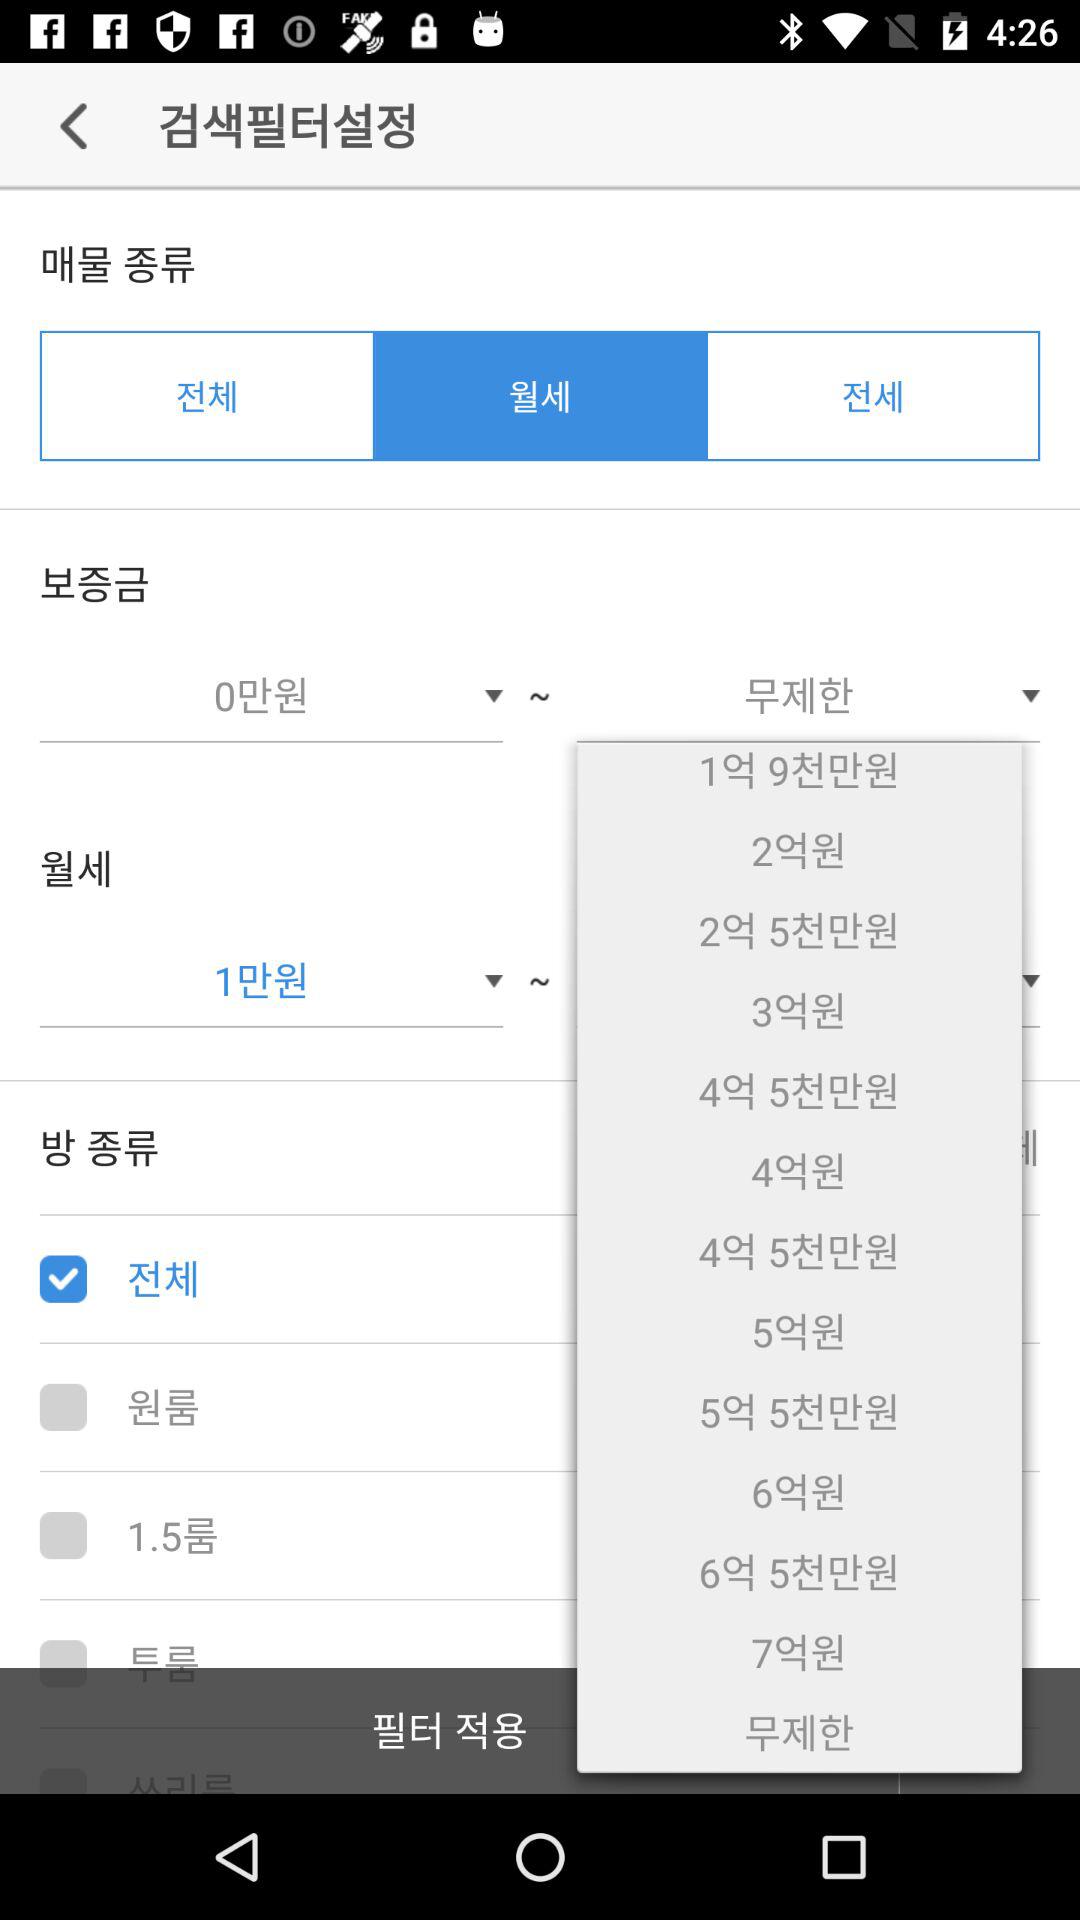 FAKE
4:26
검색필터설정
매물 종류
전체 월세 전세
보증금
0만원 ~ 무제한
1억 9천만원
2억원
2억 5천만원
3억원
4억 5천만원
4억원
4억 5천만원
5억원
5억 5천만원
6억원
6억 5천만원
7억원
무제한
월세
1만원 ~
방 종류
전체
원룸
1.5룸
투룸
필터 적용